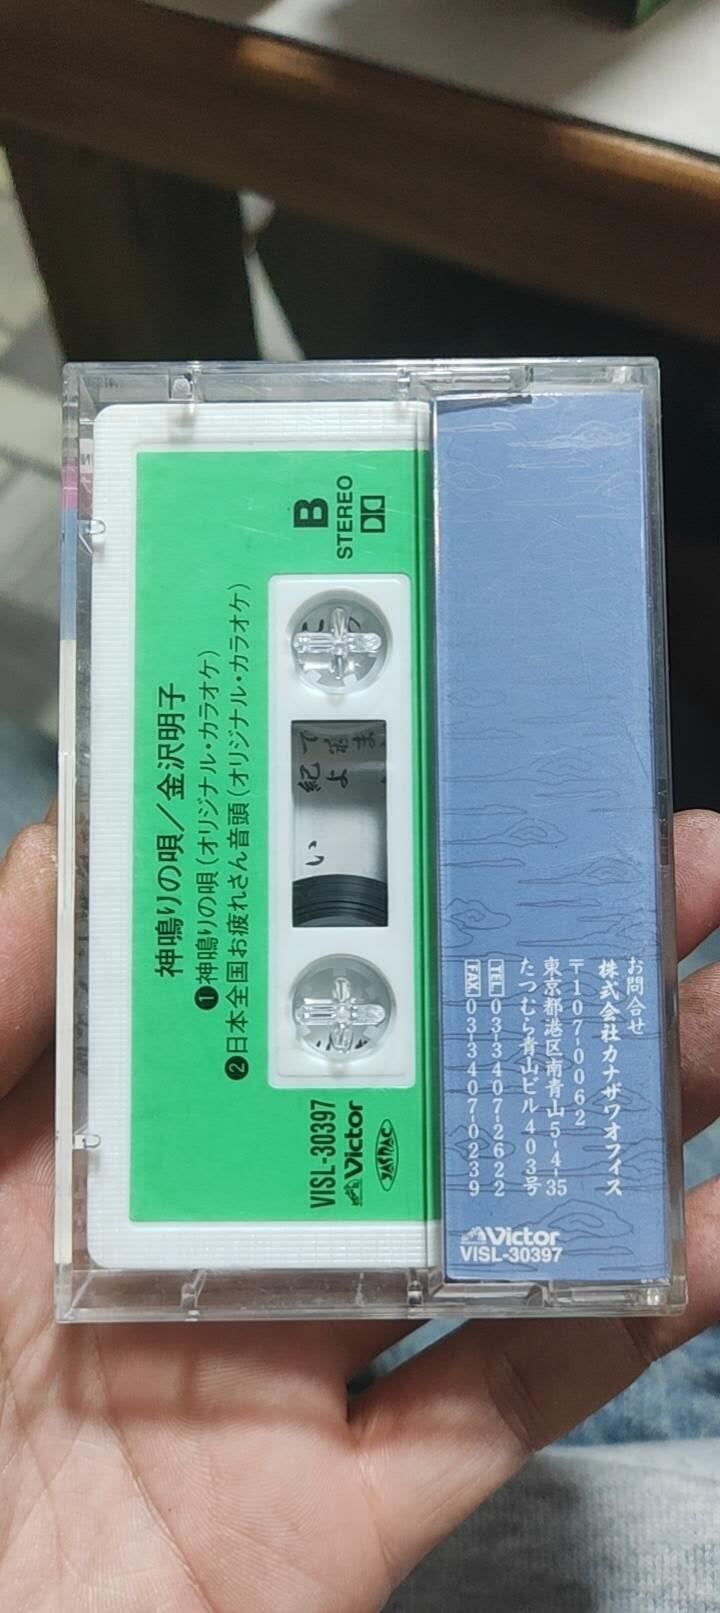 B
STEREO
神鳴りの唄／金沢明子
❶神鳴りの唄（オリジナル・カラオケ）
❷日本全国お疲れさん音頭（オリジナル・カラオケ）
VISL-30397
Victor
JASRAC
紀
よ
い
お問合せ
株式会社カナザワオフィス
〒107-0062
東京都港区南青山5-4-35
たつむら青山ビル403号
TEL 03-3407-2622
FAX 03-3407-0239
Victor
VISL-30397